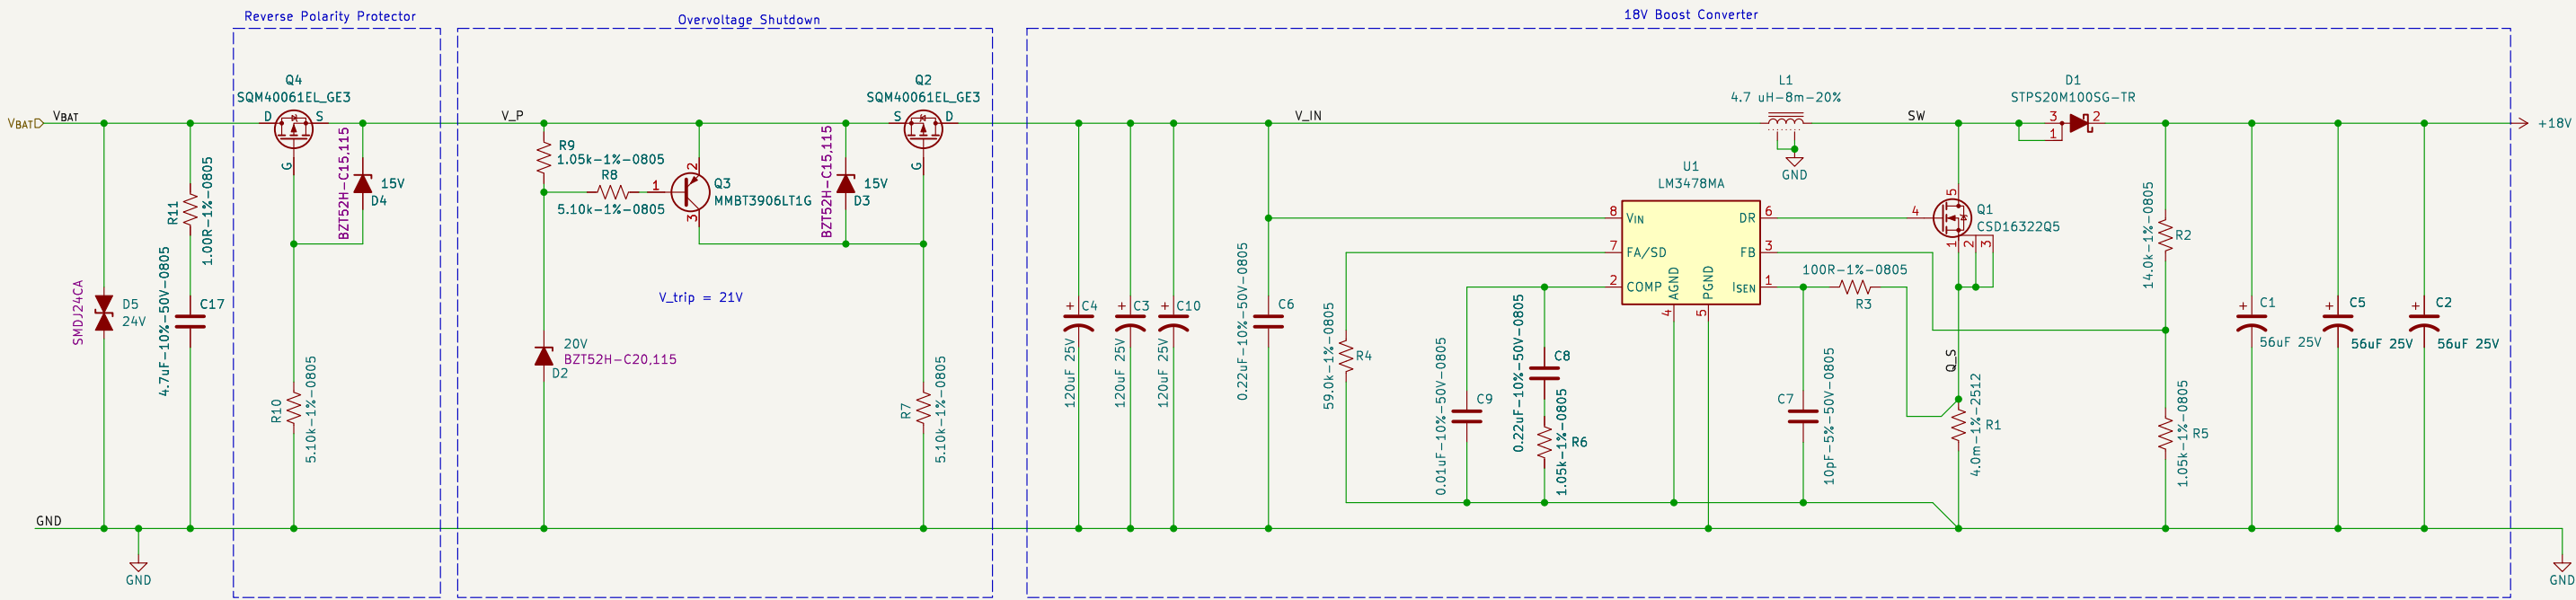 Reverse Polarity Protector
Overvoltage Shutdown
18V Boost Converter
Q4
SQM40061EL_GE3
Q2
SQM40061EL_GE3
L1
4.7 uH-8m-20%
D1
STPS20M100SG-TR
VBAT
VBAT
D
S
G
V_P
S
D
G
V_IN
SW
3
2
1
+18V
R9
1.05k-1%-0805
R8
5.10k-1%-0805
1
2
3
Q3
MMBT3906LT1G
BZT52H-C15,115
15V
D4
BZT52H-C15,115
15V
D3
R11
1.00R-1%-0805
GND
U1
LM3478MA
8
VIN
7
FA/SD
2
COMP
AGND
4
PGND
5
DR
6
FB
3
ISEN
1
4
5
1
2
3
Q1
CSD16322Q5
100R-1%-0805
R3
14.0k-1%-0805
R2
SMDJ24CA
D5
24V
4.7uF-10%-50V-0805
C17
V_trip = 21V
20V
BZT52H-C20,115
D2
R10
5.10k-1%-0805
R7
5.10k-1%-0805
+
C4
120uF 25V
+
C3
120uF 25V
+
C10
120uF 25V
0.22uF-10%-50V-0805
C6
59.0k-1%-0805
R4
0.01uF-10%-50V-0805
C9
0.22uF-10%-50V-0805
C8
R6
1.05k-1%-0805
C7
10pF-5%-50V-0805
Q_S
R1
4.0m-1%-2512
R5
1.05k-1%-0805
+
C1
56uF 25V
+
C5
56uF 25V
+
C2
56uF 25V
GND
GND
GND